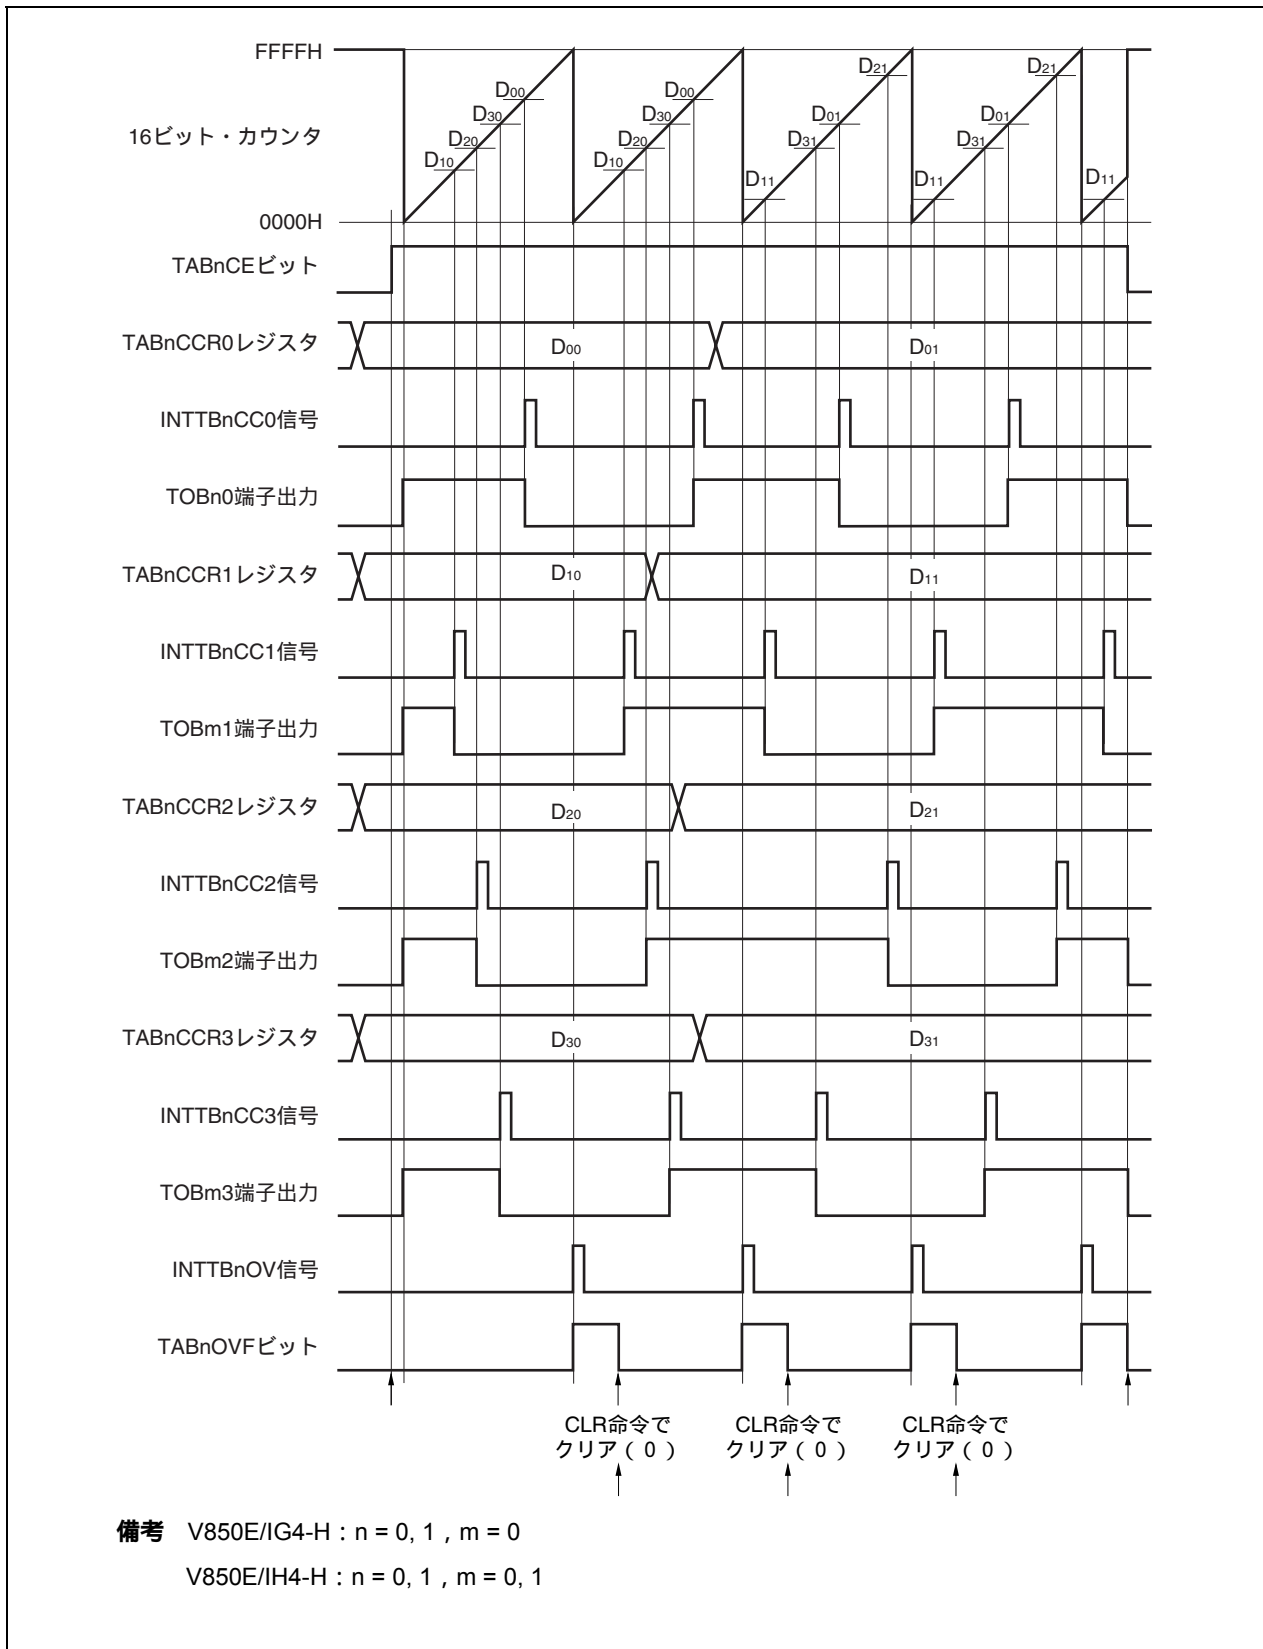 FFFFH
D00 D00 D21 D21
D30 D30 D01 D01
16ビット・カウンタ
D20 D20 D31 D31
D10 D10 D11 D11 D11
0000H
TABnCEビット
TABnCCR0レジスタ D00 D01
INTTBnCC0信号
TOBn0端子出力
TABnCCR1レジスタ D10 D11
INTTBnCC1信号
TOBm1端子出力
TABnCCR2レジスタ D20 D21
INTTBnCC2信号
TOBm2端子出力
TABnCCR3レジスタ D30 D31
INTTBnCC3信号
TOBm3端子出力
INTTBnOV信号
TABnOVFビット
CLR命令で CLR命令で CLR命令で
クリア(0) クリア(0) クリア(0)
備考 V850E/IG4-H:n = 0, 1,m = 0
V850E/IH4-H:n = 0, 1,m = 0, 1